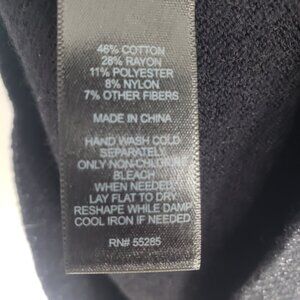 46% COTTON
28% RAYON
11% POLYESTER
8% NYLON
7% OTHER FIBERS
MADE IN CHINA
HAND WASH COLD
SEPARATELY
ONLY NON-CHLORINE
BLEACH
WHEN NEEDED
LAY FLAT TO DRY
RESHAPE WHILE DAMP
COOL IRON IF NEEDED
RN# 55285